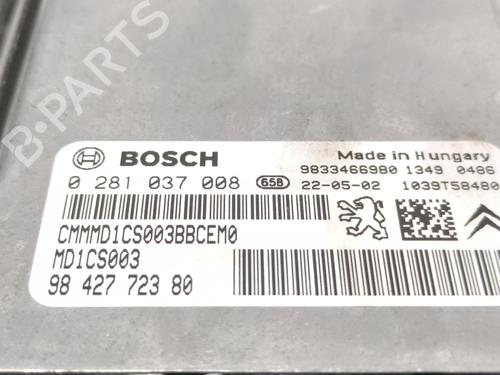 B-PARTS
BOSCH
Made in Hungary
0 281 037 008
65B
9833466980 1349 0486
22-05-02 1039T58480
CMMMD1CS003BBCEM0
MD1CS003
98 427 723 80